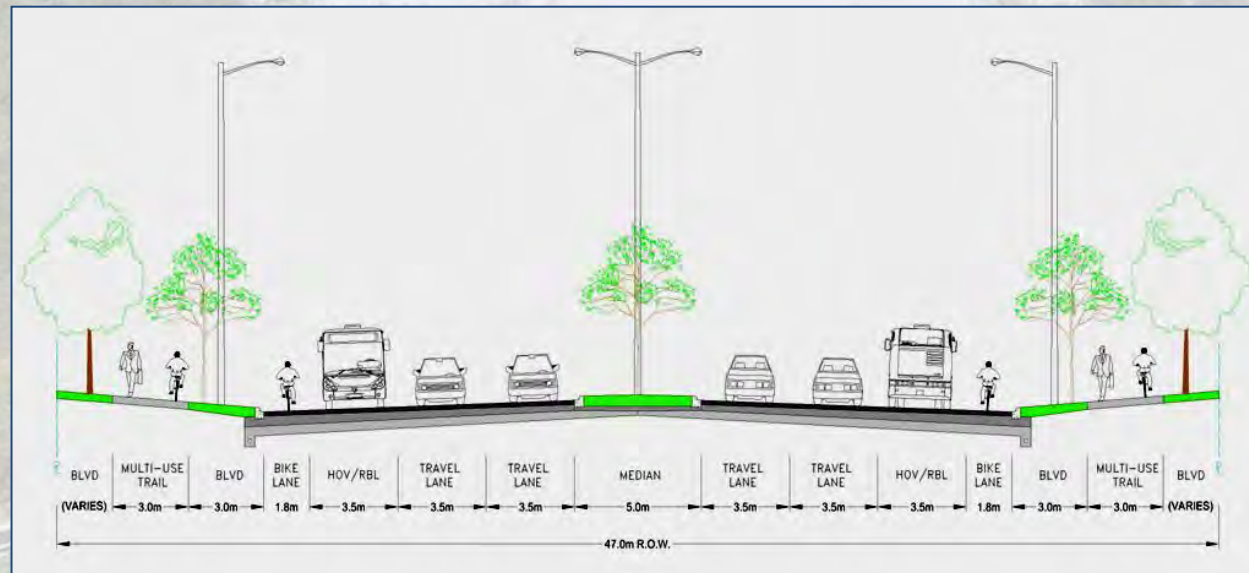 BLVD
MULTI-USE
TRAIL
BLVD
BIKE
LANE
HOV/RBL
TRAVEL
LANE
TRAVEL
LANE
MEDIAN
TRAVEL
LANE
TRAVEL
LANE
HOV/RBL
BIKE
LANE
BLVD
MULTI-USE
TRAIL
BLVD
(VARIES)
3.0m
3.0m
1.8m
3.5m
3.5m
3.5m
5.0m
3.5m
3.5m
3.5m
1.8m
3.0m
3.0m
(VARIES)
47.0m R.O.W.